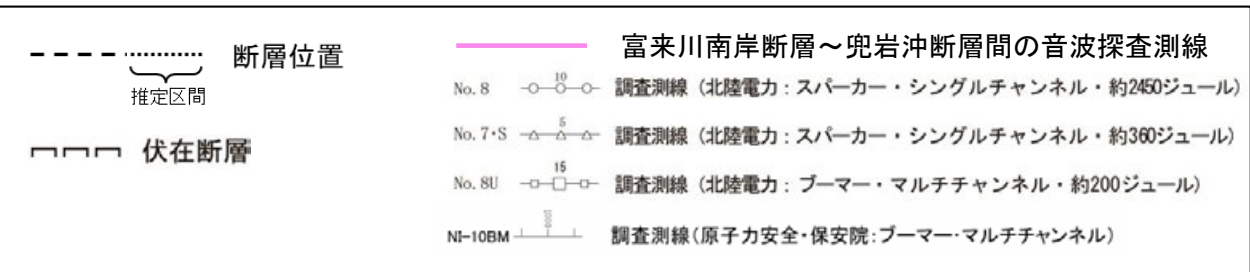 断層位置
推定区間
伏在断層
富来川南岸断層～兜岩沖断層間の音波探査測線
No. 8 10 調査測線（北陸電力：スパーカー・シングルチャンネル・約2450ジュール）
No. 7・S 5 調査測線（北陸電力：スパーカー・シングルチャンネル・約360ジュール）
No. 8U 15 調査測線（北陸電力：ブーマー・マルチチャンネル・約200ジュール）
NI-10BM 調査測線(原子力安全・保安院:ブーマー・マルチチャンネル)